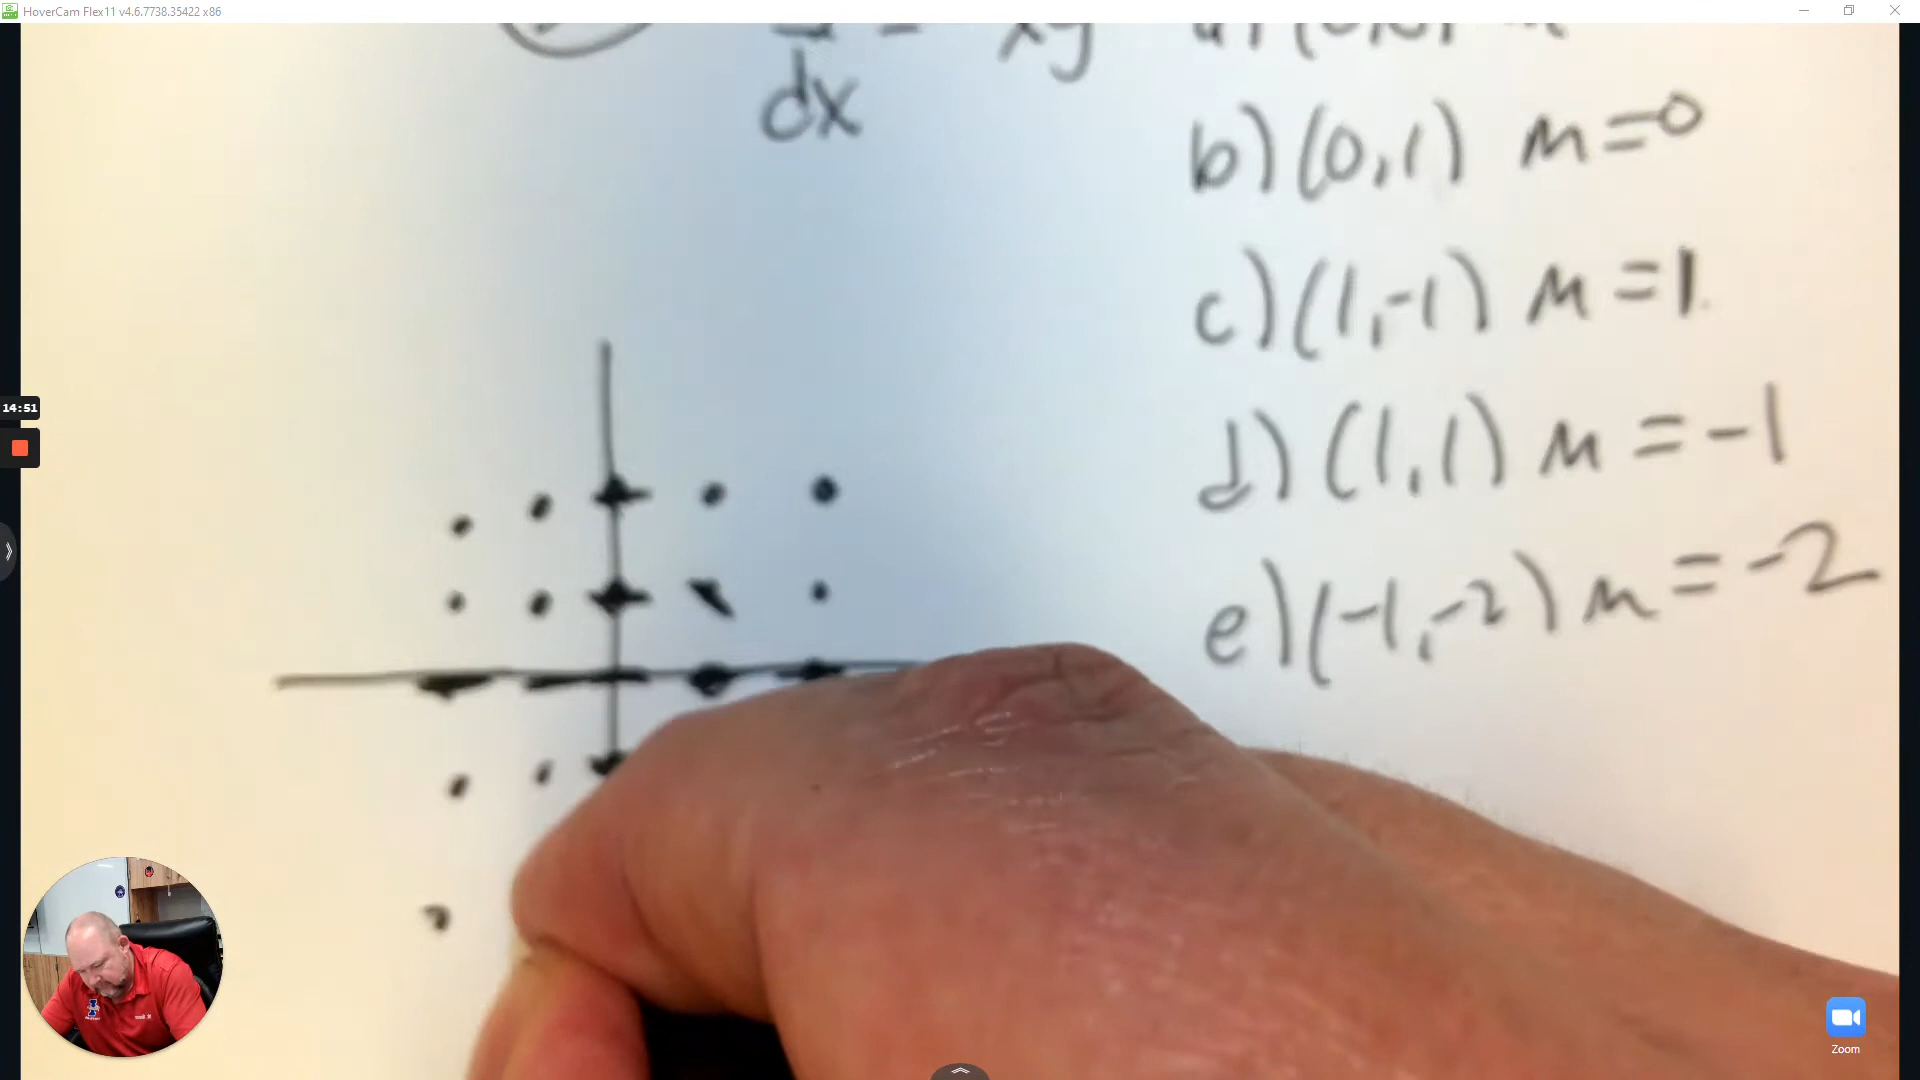 HoverCam Flex11 v4.6.7738.35422 x86
dx
= xy
b) (0,1) m=0
c) (1,-1) m=1
d) (1,1) m=-1
e) (-1,-2) m=-2
14:51
Zoom